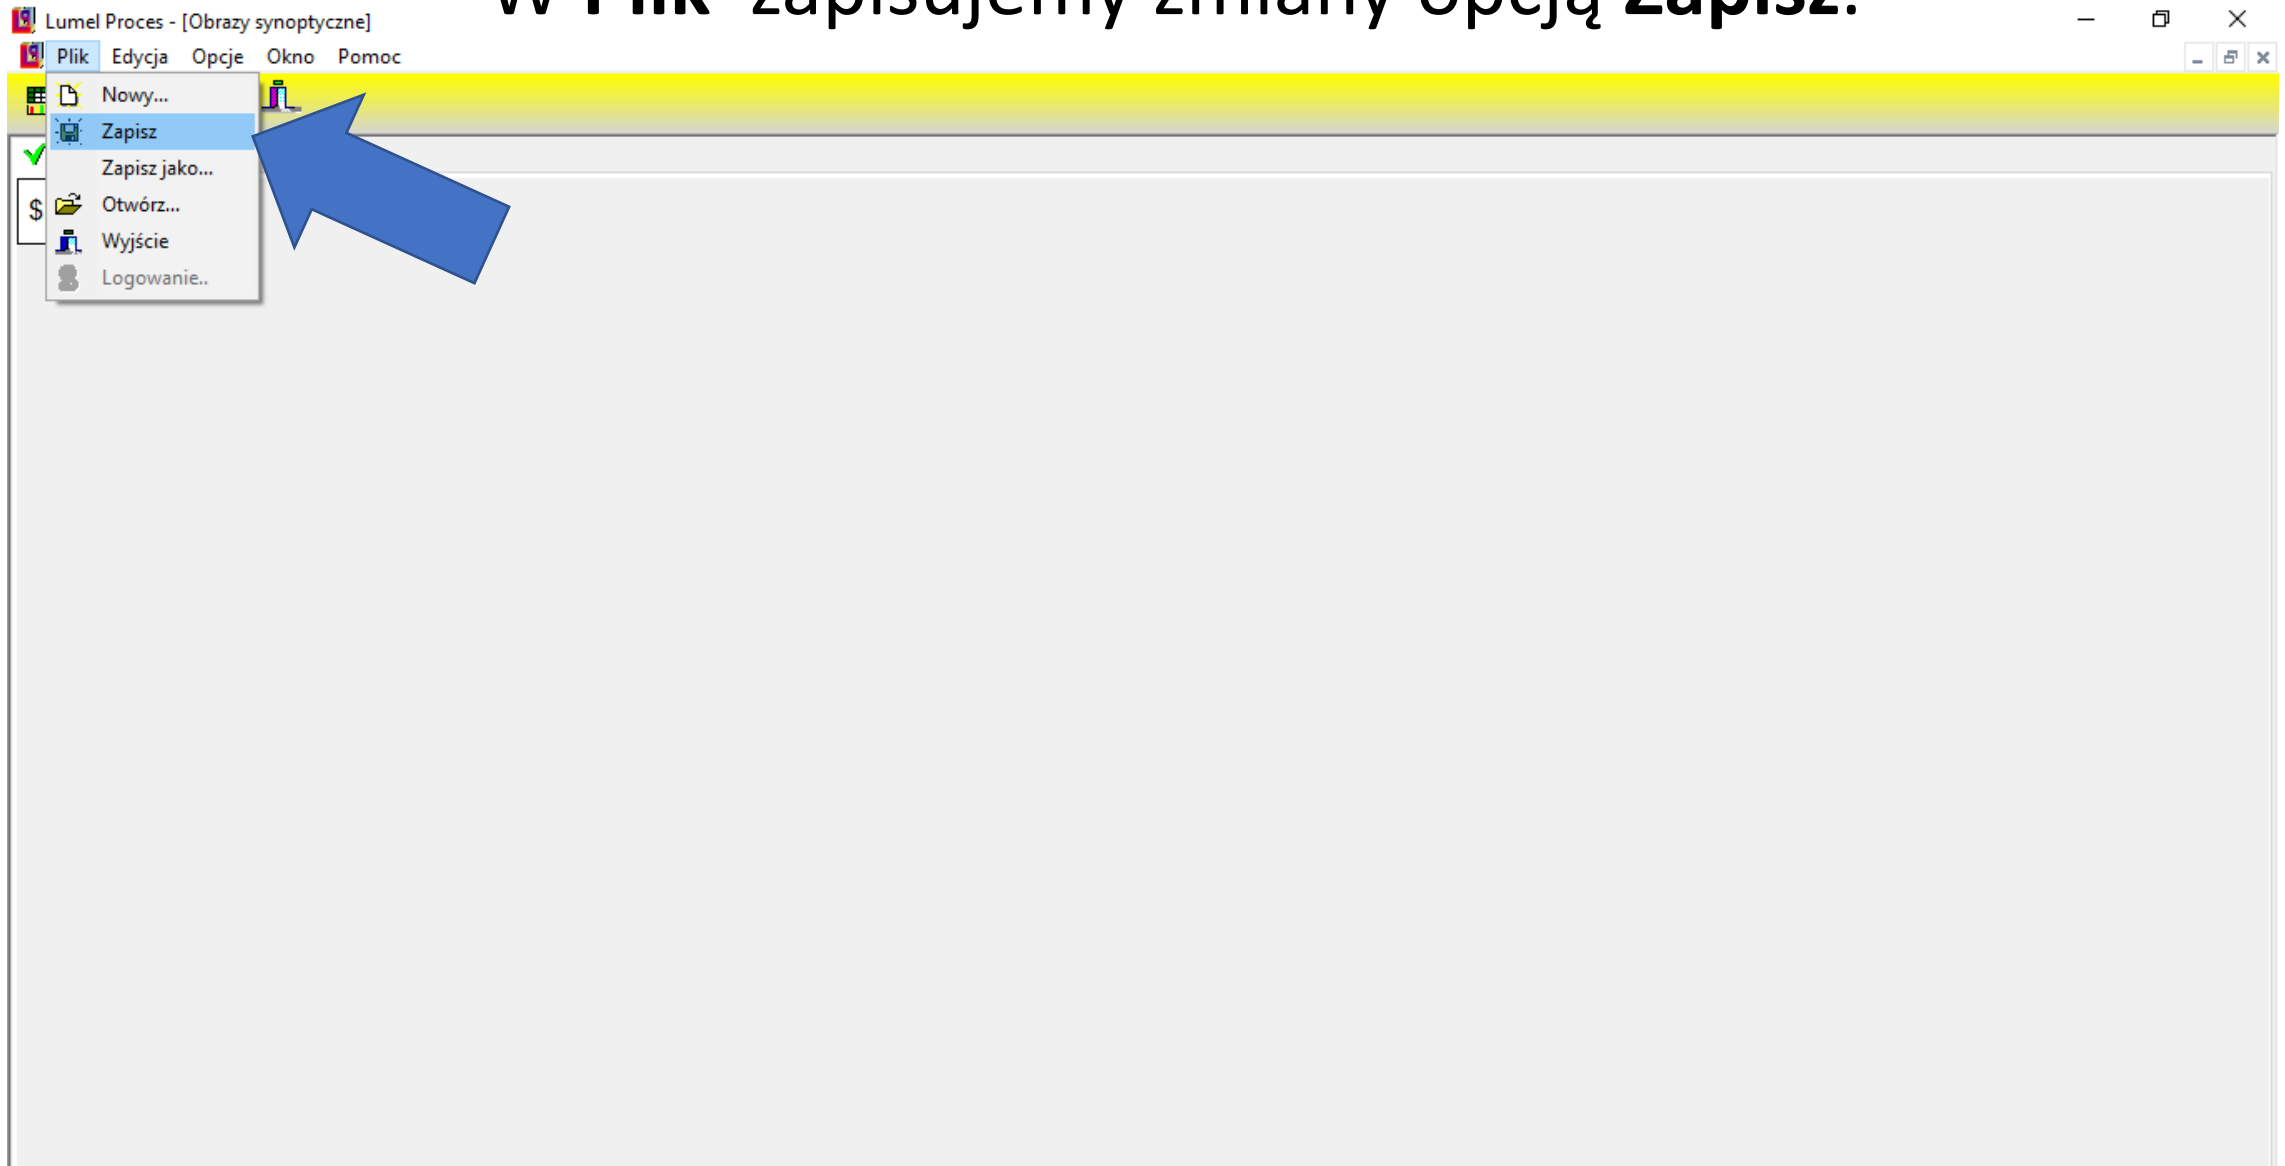 W Plik zapisujemy zmiany opcją Zapisz.
Lumel Proces - [Obrazy synoptyczne]
Plik Edycja Opcje Okno Pomoc
Nowy...
Zapisz
Zapisz jako...
$
Otwórz...
Wyjście
Logowanie..